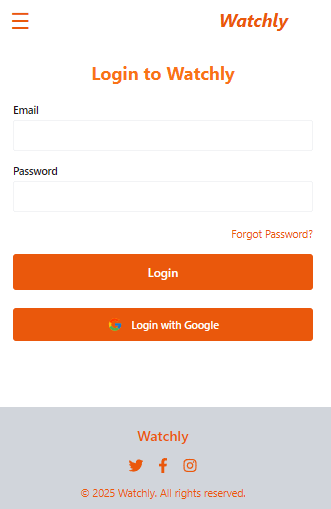 Watchly
Login to Watchly
Email
Password
Forgot Password?
Login
Login with Google
Watchly
© 2025 Watchly. All rights reserved.